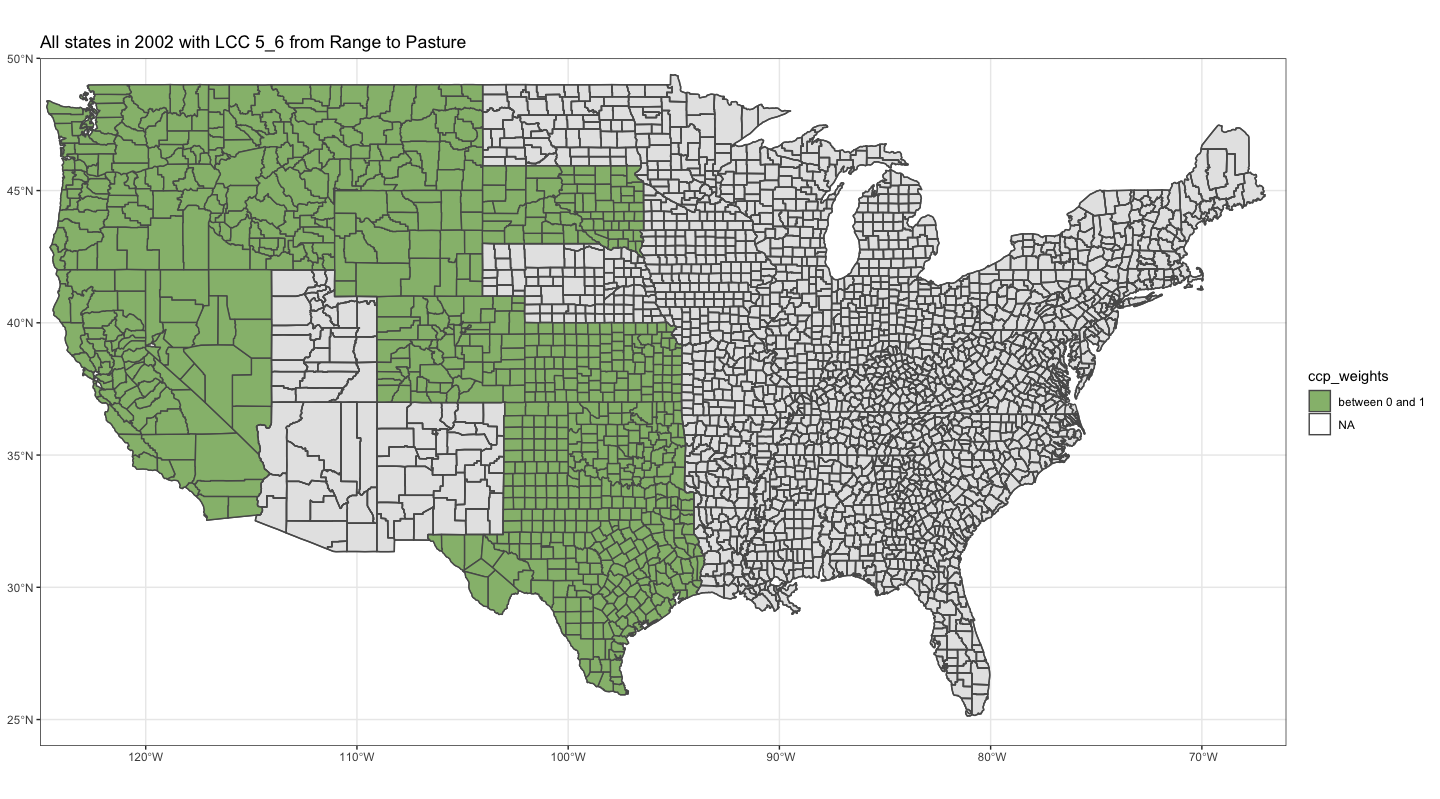 All states in 2002 with LCC 5_6 from Range to Pasture
50°N
45°N
40°N
35°N
30°N
25°N
120°W
110°W
100°W
90°W
80°W
70°W
ccp_weights
between 0 and 1
NA